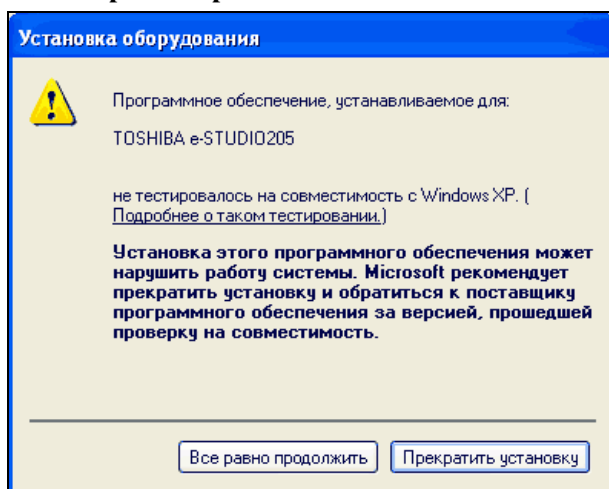 Установка оборудования
Программное обеспечение, устанавливаемое для:
TOSHIBA e-STUDIO205
не тестировалось на совместимость с Windows XP. (
Подробнее о таком тестировании.)
Установка этого программного обеспечения может
нарушить работу системы. Microsoft рекомендует
прекратить установку и обратиться к поставщику
программного обеспечения за версией, прошедшей
проверку на совместимость.
Все равно продолжить
Прекратить установку